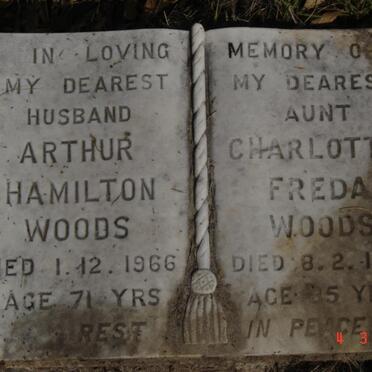 IN LOVING
MY DEAREST
HUSBAND
ARTHUR
HAMILTON
WOODS
IED 1.12.1966
AGE 71 YRS
REST
MEMORY O
MY DEARES
AUNT
CHARLOTT
FREDA
WOODS
DIED 8.2.1
AGE 85 Y
IN PEACE
4 3